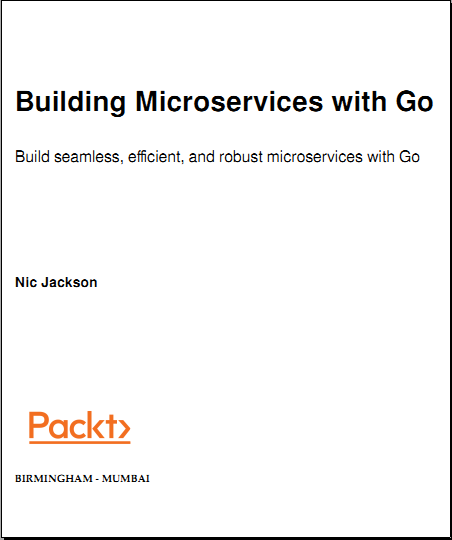 Building Microservices with Go
Build seamless, efficient, and robust microservices with Go
Nic Jackson
Packt>
BIRMINGHAM - MUMBAI